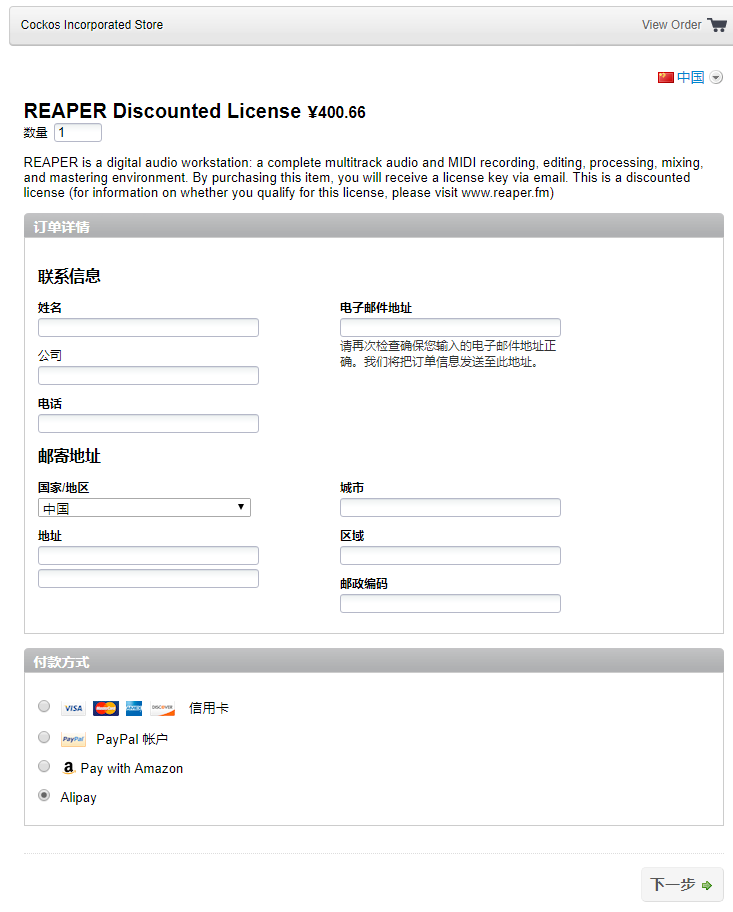 Cockos Incorporated Store
View Order
中国
REAPER Discounted License ¥400.66
数量 1
REAPER is a digital audio workstation: a complete multitrack audio and MIDI recording, editing, processing, mixing,
and mastering environment. By purchasing this item, you will receive a license key via email. This is a discounted
license (for information on whether you qualify for this license, please visit www.reaper.fm)
订单详情
联系信息
姓名
电子邮件地址
请再次检查确保您输入的电子邮件地址正
确。我们将把订单信息发送至此地址。
公司
电话
邮寄地址
国家/地区
中国
城市
地址
区域
邮政编码
付款方式
VISA MasterCard AMEX DISCOVER 信用卡
PayPal PayPal 帐户
a Pay with Amazon
Alipay
下一步